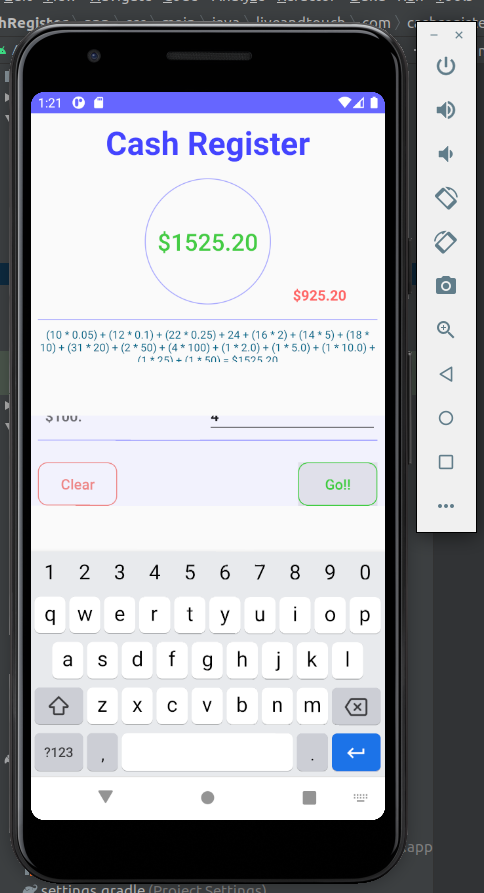 1:21
Cash Register
$1525.20
$925.20
(10 * 0.05) + (12 * 0.1) + (22 * 0.25) + 24 + (16 * 2) + (14 * 5) + (18 *
10) + (31 * 20) + (2 * 50) + (4 * 100) + (1 * 2.0) + (1 * 5.0) + (1 * 10.0) +
(1 * 25) + (1 * 50) = $1525.20
$100: 4
Clear Go!!
1 2 3 4 5 6 7 8 9 0
q w e r t y u i o p
a s d f g h j k l
z x c v b n m
?123 , .
settings.gradle (Project Settings)